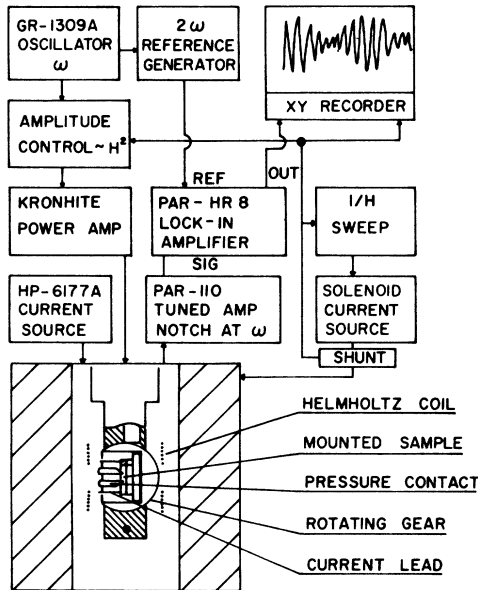 GR-1309A
OSCILLATOR
ω
2ω
REFERENCE
GENERATOR
XY RECORDER
AMPLITUDE
CONTROL~H²
REF
OUT
KRONHITE
POWER AMP
PAR-HR 8
LOCK-IN
AMPLIFIER
I/H
SWEEP
SIG
HP-6177A
CURRENT
SOURCE
PAR-110
TUNED AMP
NOTCH AT ω
SOLENOID
CURRENT
SOURCE
SHUNT
HELMHOLTZ COIL
MOUNTED SAMPLE
PRESSURE CONTACT
ROTATING GEAR
CURRENT LEAD